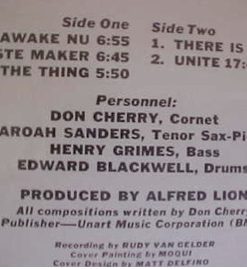 Side One
Side Two
AWAKE NU 6:55
1. THERE IS
STE MAKER 6:45
2. UNITE 17:
THE THING 5:50
Personnel:
DON CHERRY, Cornet
AROAH SANDERS, Tenor Sax-Pi
HENRY GRIMES, Bass
EDWARD BLACKWELL, Drums
PRODUCED BY ALFRED LION
All compositions written by Don Cherr
Publisher—Unart Music Corporation (BM
Recording by RUDY VAN GELDER
Cover Painting by MOQUI
Cover Design by MATT DELFINO